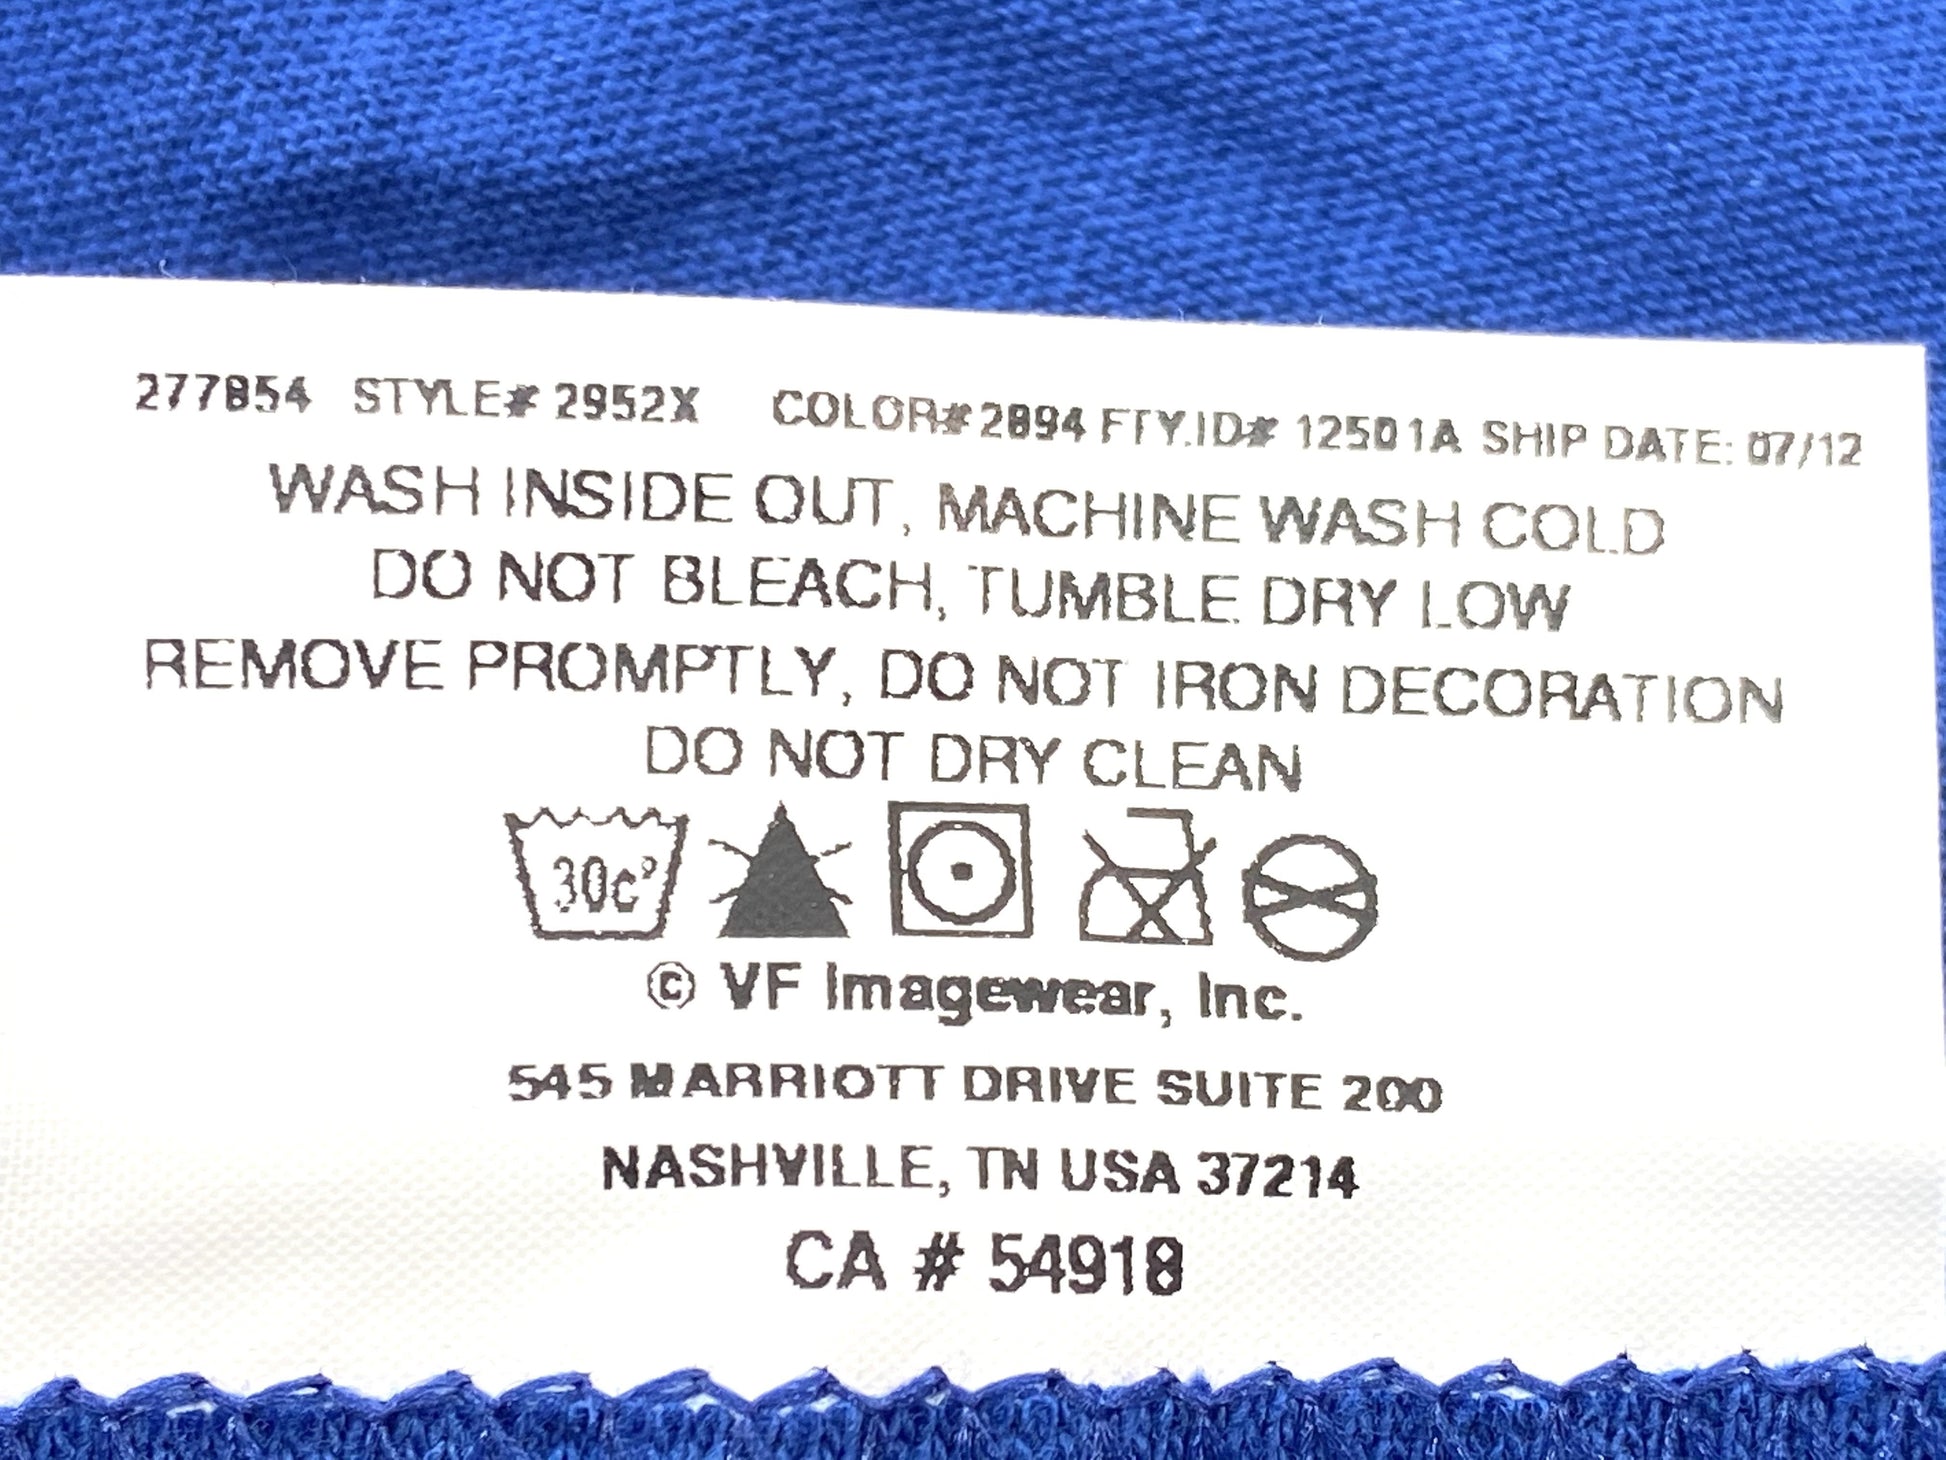 277854 STYLE# 2952X COLOR# 2894 FTY.ID# 12501A SHIP DATE: 07/12
WASH INSIDE OUT, MACHINE WASH COLD
DO NOT BLEACH, TUMBLE DRY LOW
REMOVE PROMPTLY, DO NOT IRON DECORATION
DO NOT DRY CLEAN
30c°
© VF Imagewear, Inc.
545 MARRIOTT DRIVE SUITE 200
NASHVILLE, TN USA 37214
CA # 54918